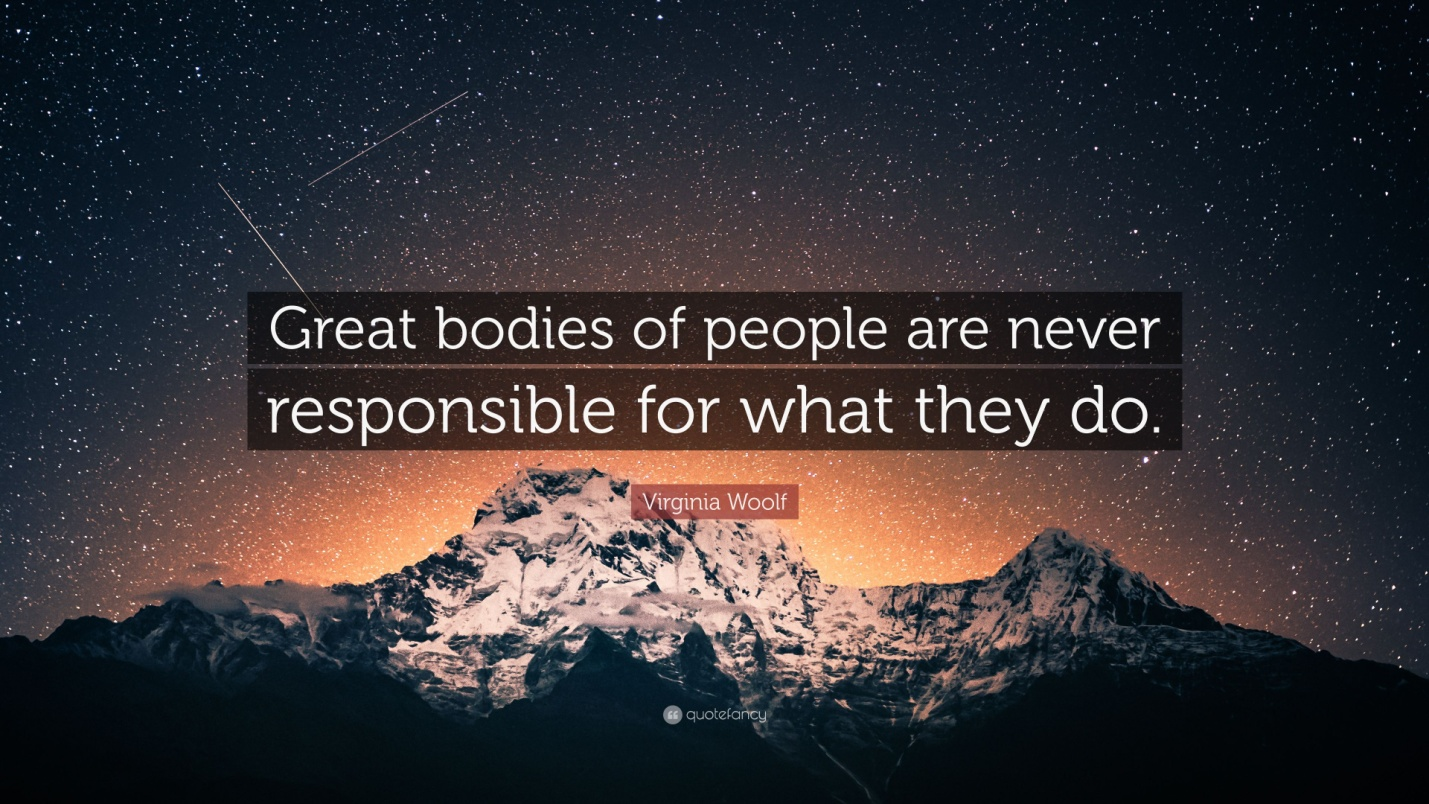 Great bodies of people are never
responsible for what they do.
Virginia Woolf
quotefancy